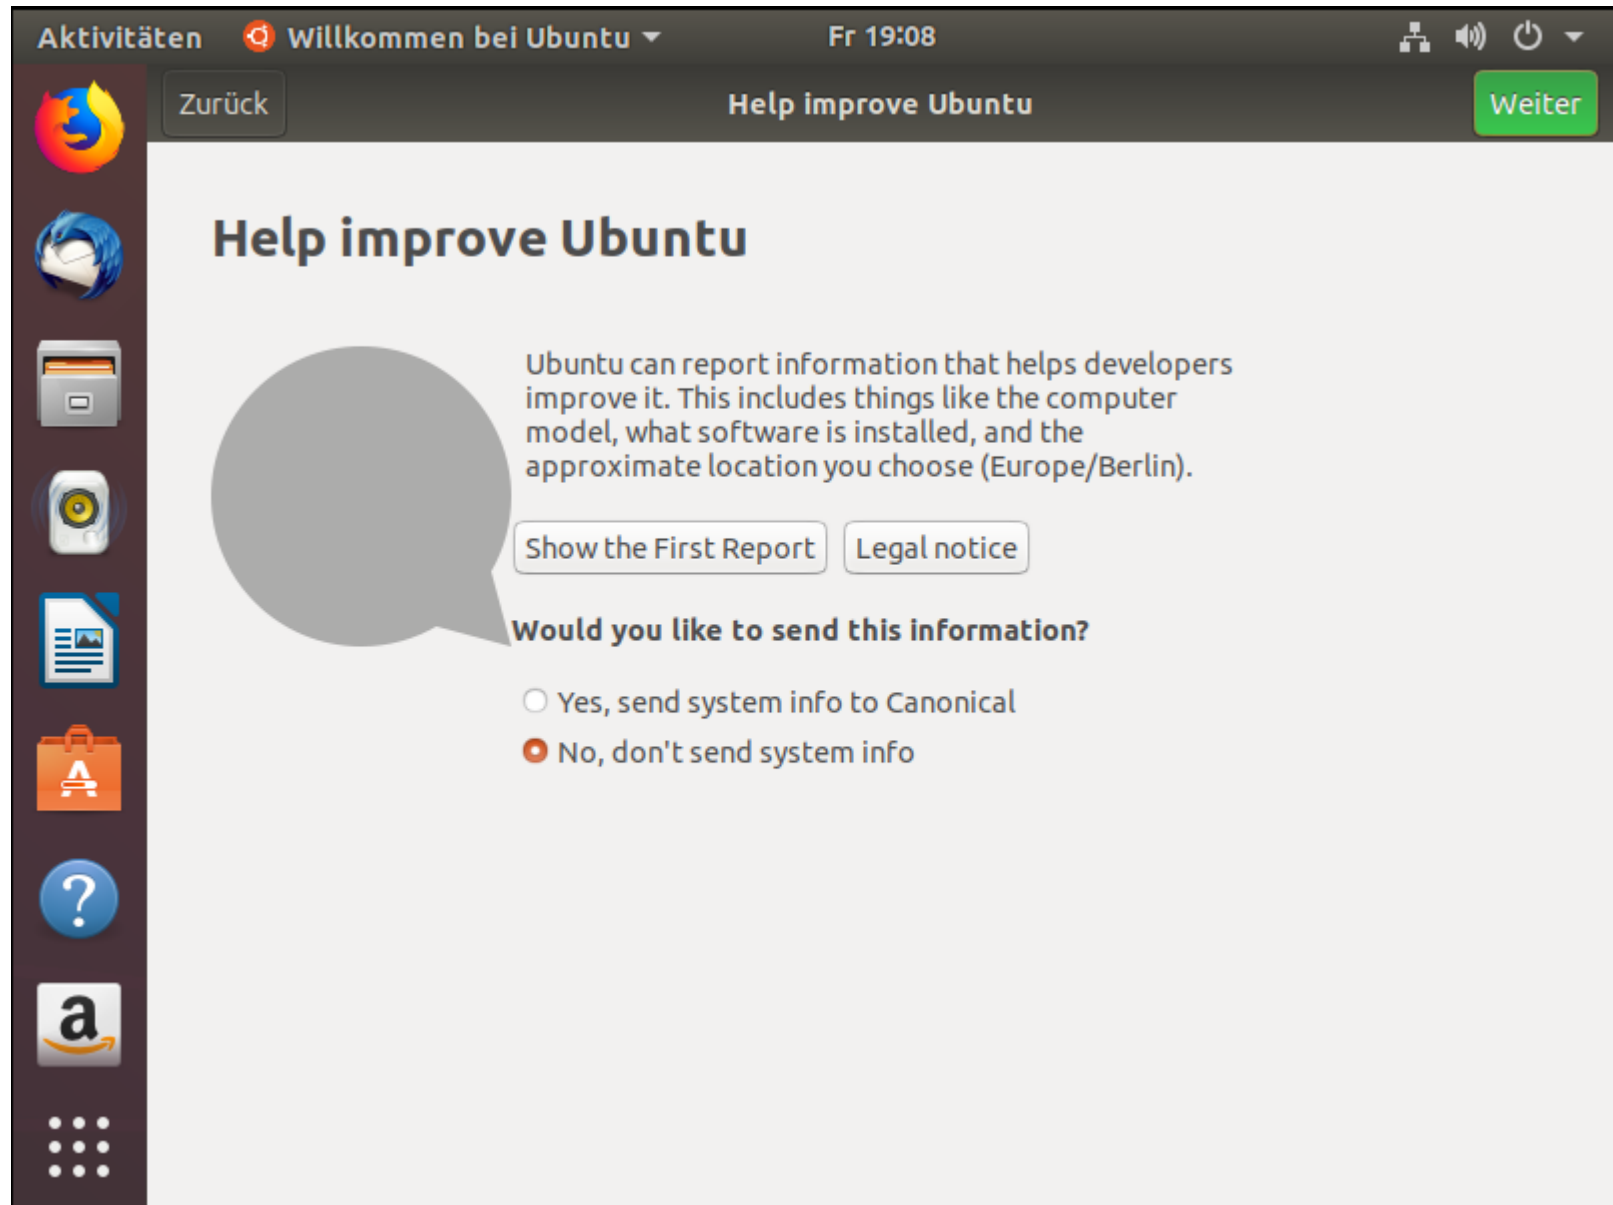 Aktivitäten Willkommen bei Ubuntu Fr 19:08
Zurück Help improve Ubuntu Weiter
Help improve Ubuntu
Ubuntu can report information that helps developers
improve it. This includes things like the computer
model, what software is installed, and the
approximate location you choose (Europe/Berlin).
Show the First Report Legal notice
Would you like to send this information?
Yes, send system info to Canonical
No, don't send system info
A
?
a